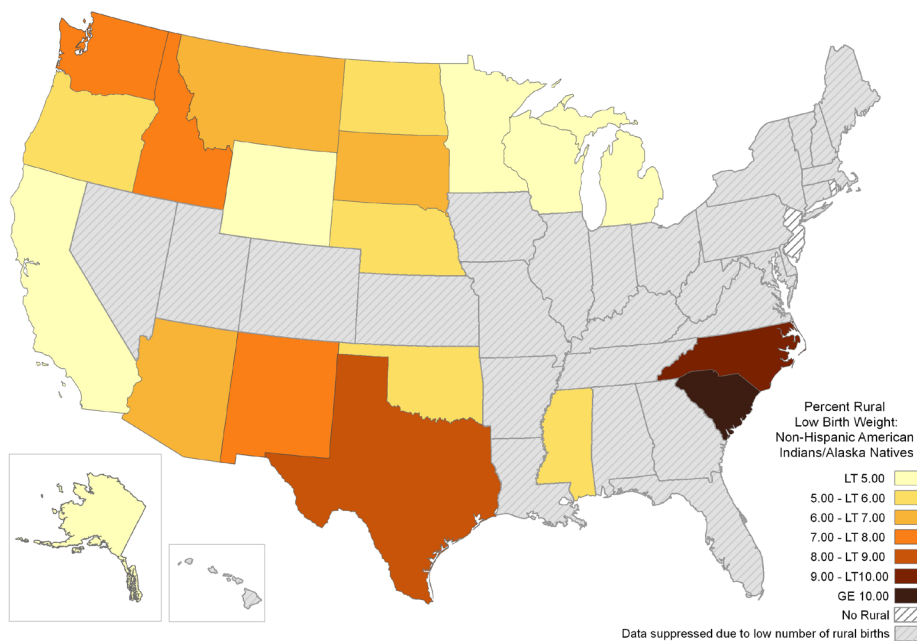 Percent Rural
Low Birth Weight:
Non-Hispanic American
Indians/Alaska Natives
LT 5.00
5.00 - LT 6.00
6.00 - LT 7.00
7.00 - LT 8.00
8.00 - LT 9.00
9.00 - LT10.00
GE 10.00
No Rural
Data suppressed due to low number of rural births